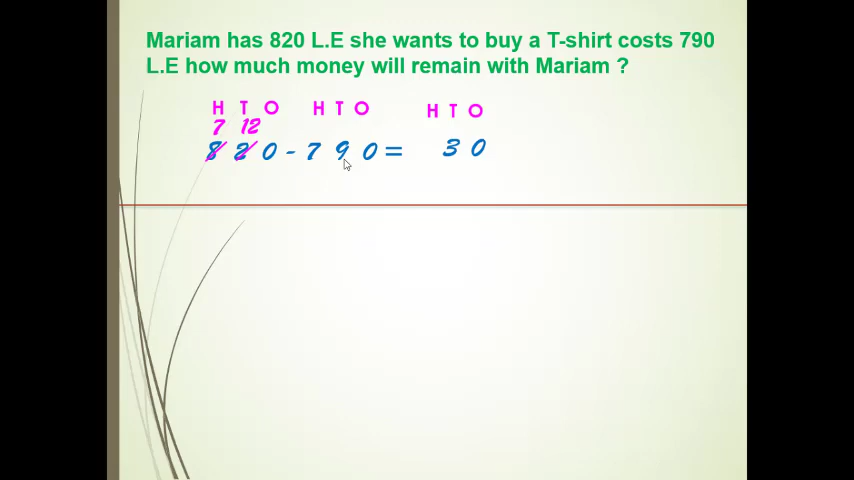 Mariam has 820 L.E she wants to buy a T-shirt costs 790
L.E how much money will remain with Mariam ?
H T O H T O H T O
7 12
8 2 0 - 7 9 0 = 3 0